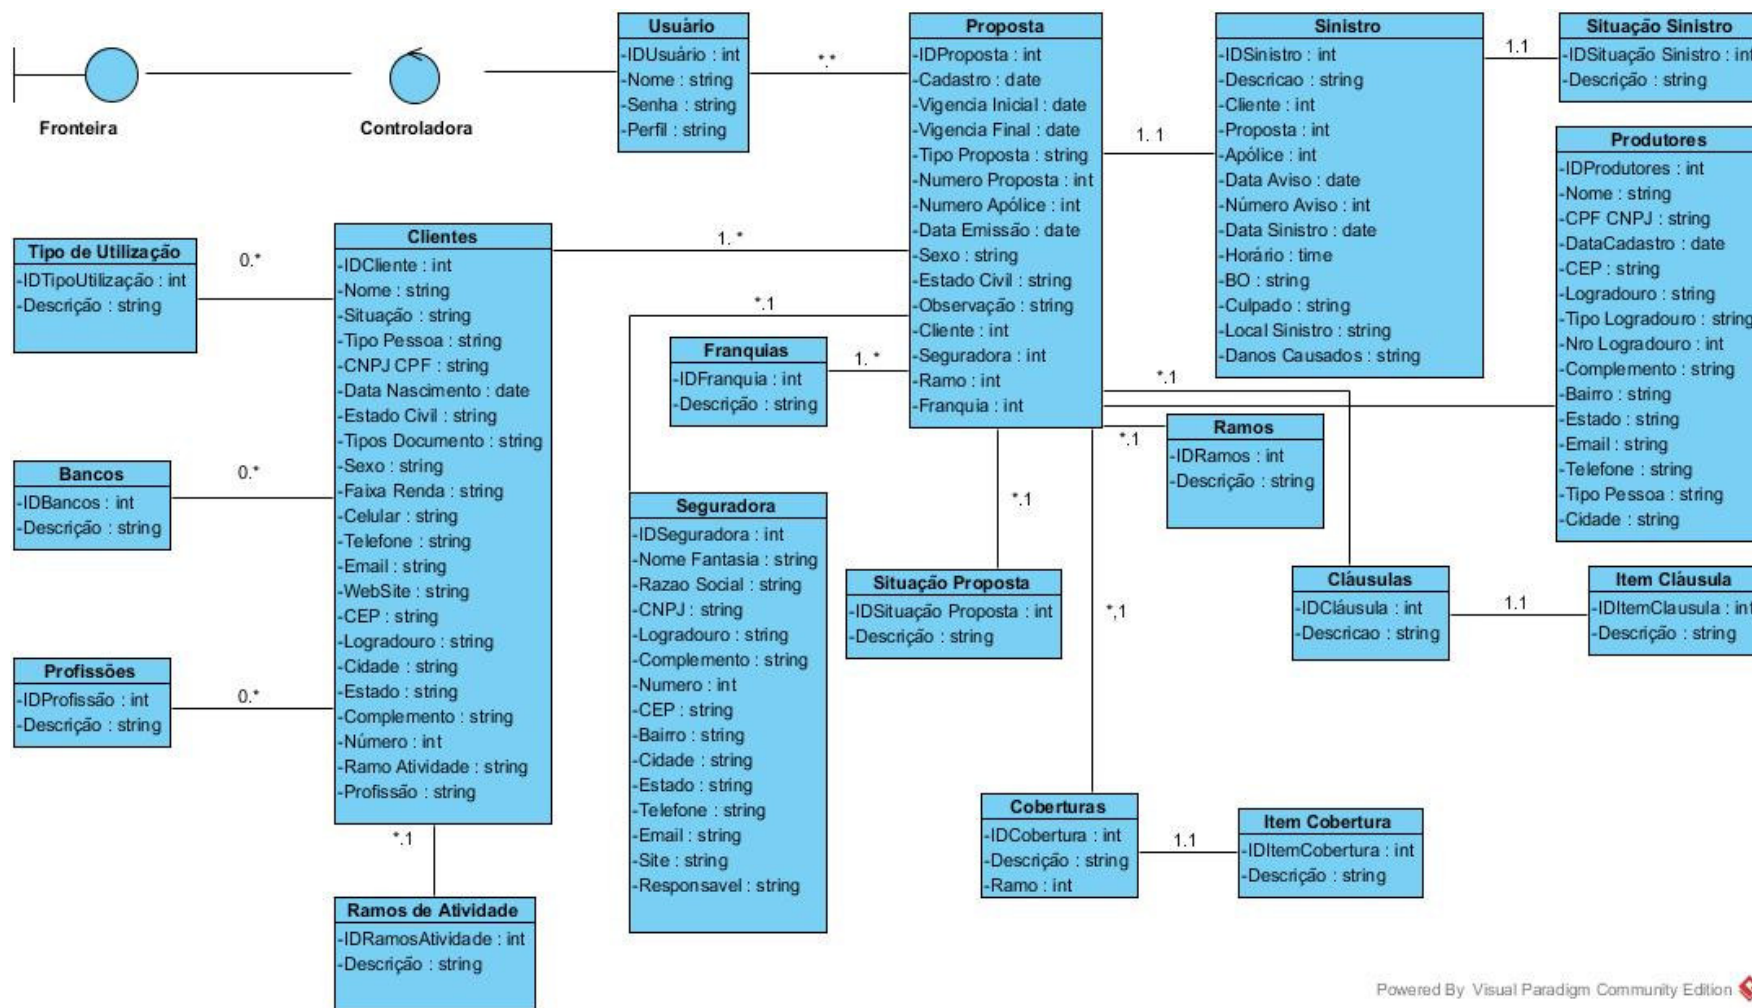 Fronteira
Controladora
Usuário
-IDUsuário : int
-Nome : string
-Senha : string
-Perfil : string
*.*
Proposta
-IDProposta : int
-Cadastro : date
-Vigencia Inicial : date
-Vigencia Final : date
-Tipo Proposta : string
-Numero Proposta : int
-Numero Apólice : int
-Data Emissão : date
-Sexo : string
-Estado Civil : string
-Observação : string
-Cliente : int
-Seguradora : int
-Ramo : int
-Franquia : int
1. 1
Sinistro
-IDSinistro : int
-Descricao : string
-Cliente : int
-Proposta : int
-Apólice : int
-Data Aviso : date
-Número Aviso : int
-Data Sinistro : date
-Horário : time
-BO : string
-Culpado : string
-Local Sinistro : string
-Danos Causados : string
1.1
Situação Sinistro
-IDSituação Sinistro : int
-Descrição : string
Produtores
-IDProdutores : int
-Nome : string
-CPF CNPJ : string
-DataCadastro : date
-CEP : string
-Logradouro : string
-Tipo Logradouro : string
-Nro Logradouro : int
-Complemento : string
-Bairro : string
-Estado : string
-Email : string
-Telefone : string
-Tipo Pessoa : string
-Cidade : string
Tipo de Utilização
-IDTipoUtilização : int
-Descrição : string
0.*
Clientes
-IDCliente : int
-Nome : string
-Situação : string
-Tipo Pessoa : string
-CNPJ CPF : string
-Data Nascimento : date
-Estado Civil : string
-Tipos Documento : string
-Sexo : string
-Faixa Renda : string
-Celular : string
-Telefone : string
-Email : string
-WebSite : string
-CEP : string
-Logradouro : string
-Cidade : string
-Estado : string
-Complemento : string
-Número : int
-Ramo Atividade : string
-Profissão : string
1. *
*.1
Franquias
-IDFranquia : int
-Descrição : string
1. *
*.1
*.1
Ramos
-IDRamos : int
-Descrição : string
Bancos
-IDBancos : int
-Descrição : string
0.*
Seguradora
-IDSeguradora : int
-Nome Fantasia : string
-Razao Social : string
-CNPJ : string
-Logradouro : string
-Complemento : string
-Numero : int
-CEP : string
-Bairro : string
-Cidade : string
-Estado : string
-Telefone : string
-Email : string
-Site : string
-Responsavel : string
*.1
Situação Proposta
-IDSituação Proposta : int
-Descrição : string
*,1
Cláusulas
-IDCláusula : int
-Descricao : string
1.1
Item Cláusula
-IDItemClausula : int
-Descrição : string
Profissões
-IDProfissão : int
-Descrição : string
0.*
Coberturas
-IDCobertura : int
-Descrição : string
-Ramo : int
1.1
Item Cobertura
-IDItemCobertura : int
-Descrição : string
*.1
Ramos de Atividade
-IDRamosAtividade : int
-Descrição : string
Powered By Visual Paradigm Community Edition